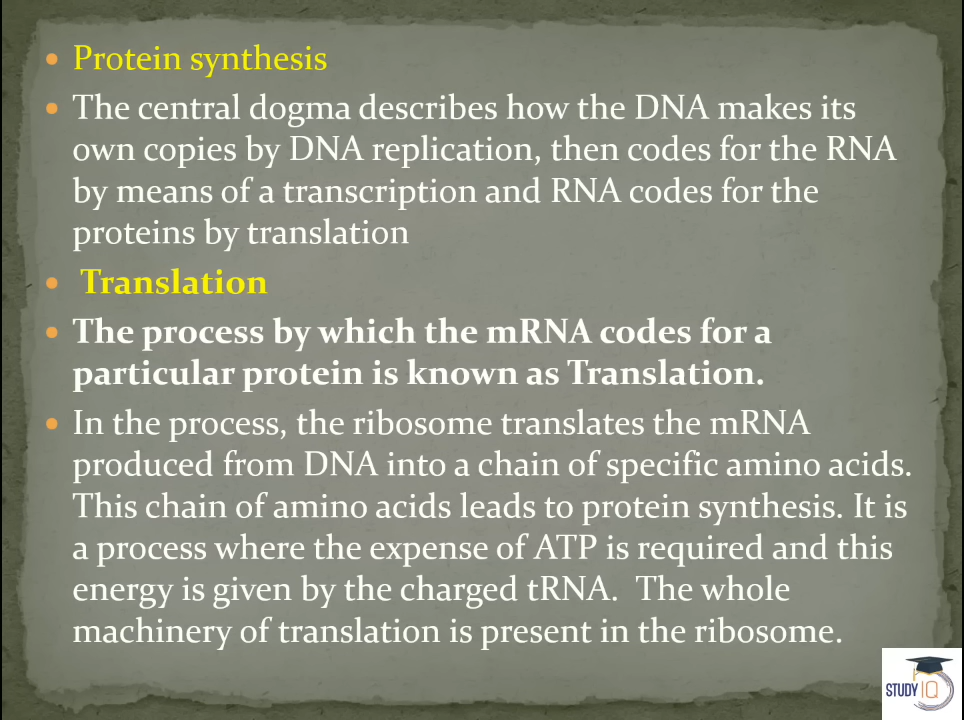 Protein synthesis
The central dogma describes how the DNA makes its
own copies by DNA replication, then codes for the RNA
by means of a transcription and RNA codes for the
proteins by translation
Translation
The process by which the mRNA codes for a
particular protein is known as Translation.
In the process, the ribosome translates the mRNA
produced from DNA into a chain of specific amino acids.
This chain of amino acids leads to protein synthesis. It is
a process where the expense of ATP is required and this
energy is given by the charged tRNA.  The whole
machinery of translation is present in the ribosome.
STUDY IQ